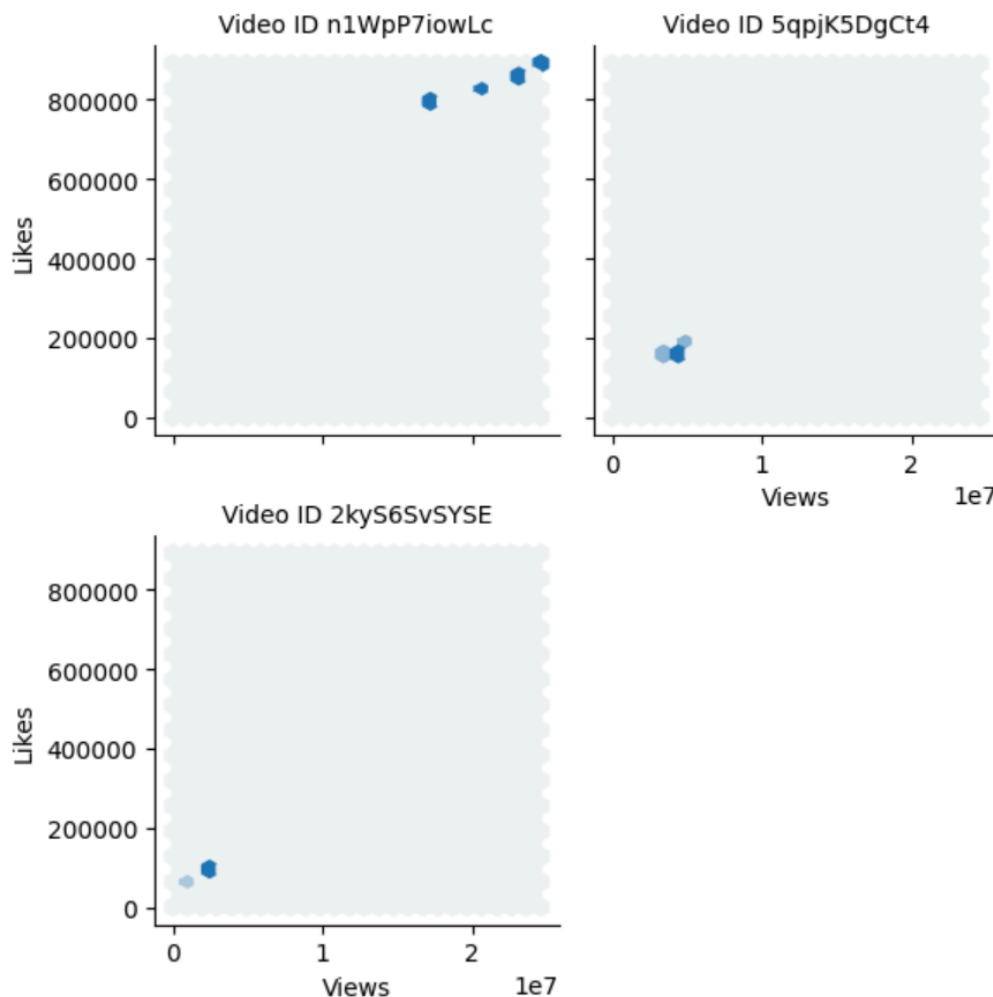 Video ID n1WpP7iowLc
Video ID 5qpjK5DgCt4
800000
600000
400000
200000
0
Likes
0
1
2
Views
1e7
Video ID 2kyS6SvSYSE
800000
600000
400000
200000
0
Likes
0
1
2
Views
1e7